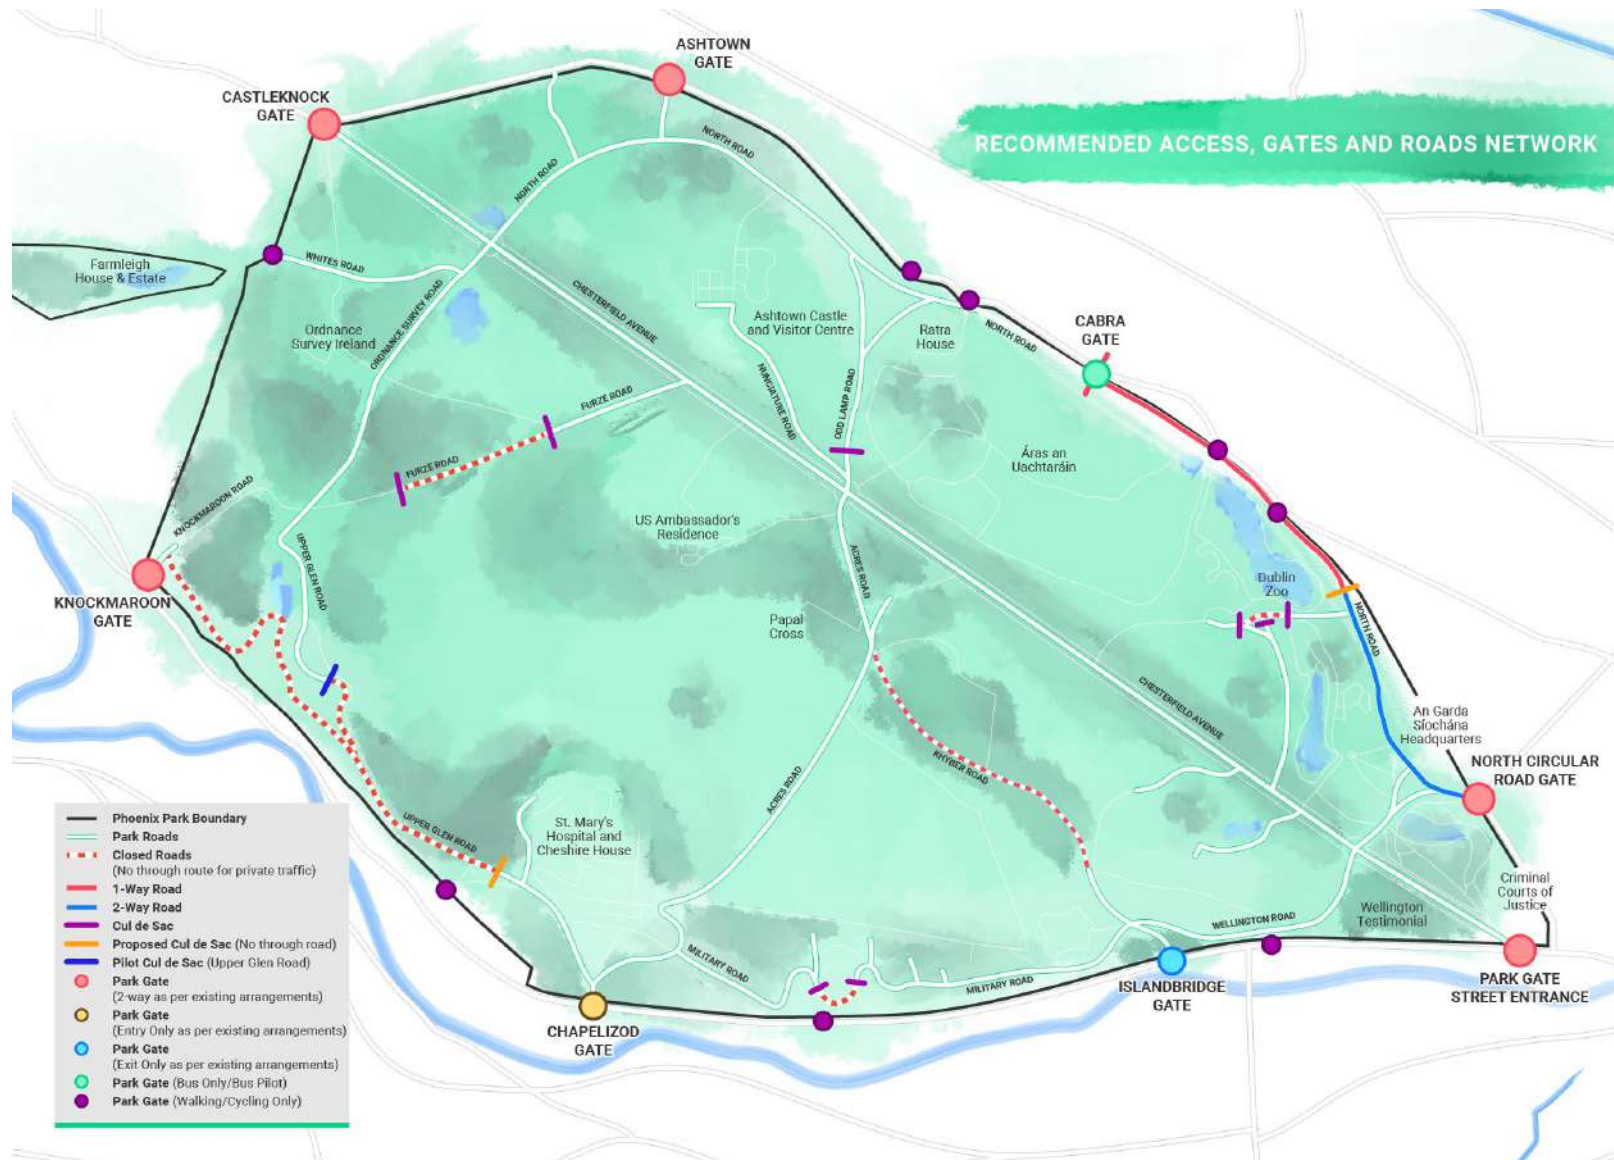 RECOMMENDED ACCESS, GATES AND ROADS NETWORK
ASHTOWN
GATE
CASTLEKNOCK
GATE
NORTH ROAD
NORTH ROAD
Farmleigh
House & Estate
WHITES ROAD
ORDNANCE SURVEY ROAD
Ordnance
Survey Ireland
CHESTERFIELD AVENUE
Ashtown Castle
and Visitor Centre
Ratra
House
NORTH ROAD
CABRA
GATE
NUNCIATURE ROAD
ODD LAMP ROAD
FURZE ROAD
FURZE ROAD
Áras an
Uachtaráin
KNOCKMAROON ROAD
US Ambassador's
Residence
UPPER GLEN ROAD
ACRES ROAD
Dublin
Zoo
KNOCKMAROON
GATE
Papal
Cross
NORTH ROAD
CHESTERFIELD AVENUE
An Garda
Síochána
Headquarters
KHYBER ROAD
NORTH CIRCULAR
ROAD GATE
ACRES ROAD
UPPER GLEN ROAD
St. Mary's
Hospital and
Cheshire House
Criminal
Courts of
Justice
Wellington
Testimonial
WELLINGTON ROAD
MILITARY ROAD
MILITARY ROAD
ISLANDBRIDGE
GATE
PARK GATE
STREET ENTRANCE
CHAPELIZOD
GATE
Phoenix Park Boundary
Park Roads
Closed Roads
(No through route for private traffic)
1-Way Road
2-Way Road
Cul de Sac
Proposed Cul de Sac (No through road)
Pilot Cul de Sac (Upper Glen Road)
Park Gate
(2-way as per existing arrangements)
Park Gate
(Entry Only as per existing arrangements)
Park Gate
(Exit Only as per existing arrangements)
Park Gate (Bus Only/Bus Pilot)
Park Gate (Walking/Cycling Only)